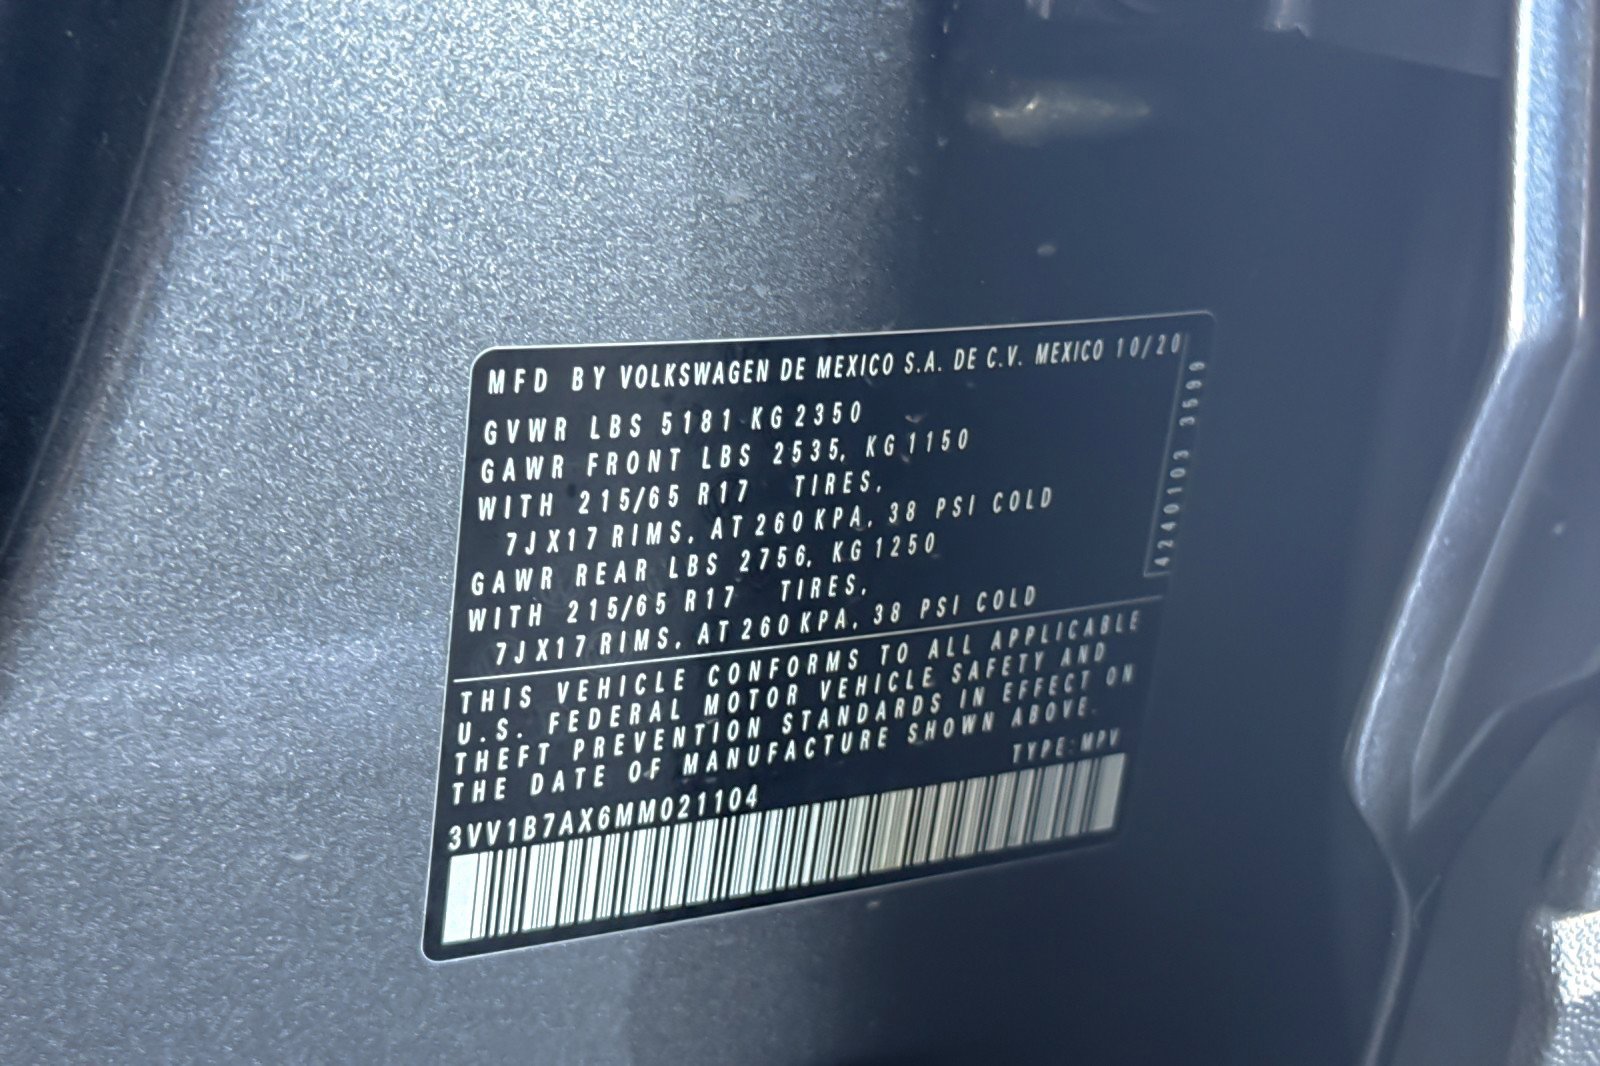 MFD BY VOLKSWAGEN DE MEXICO S.A. DE C.V. MEXICO 10/20
GVWR LBS 5181 KG 2350
GAWR FRONT LBS 2535, KG 1150
WITH 215/65 R17 TIRES,
7JX17 RIMS, AT 260 KPA, 38 PSI COLD
GAWR REAR LBS 2756, KG 1250
WITH 215/65 R17 TIRES,
7JX17 RIMS, AT 260 KPA, 38 PSI COLD
4240103 3599
THIS VEHICLE CONFORMS TO ALL APPLICABLE
U.S. FEDERAL MOTOR VEHICLE SAFETY AND
THEFT PREVENTION STANDARDS IN EFFECT ON
THE DATE OF MANUFACTURE SHOWN ABOVE.
TYPE:MPV
3VV1B7AX6MM021104